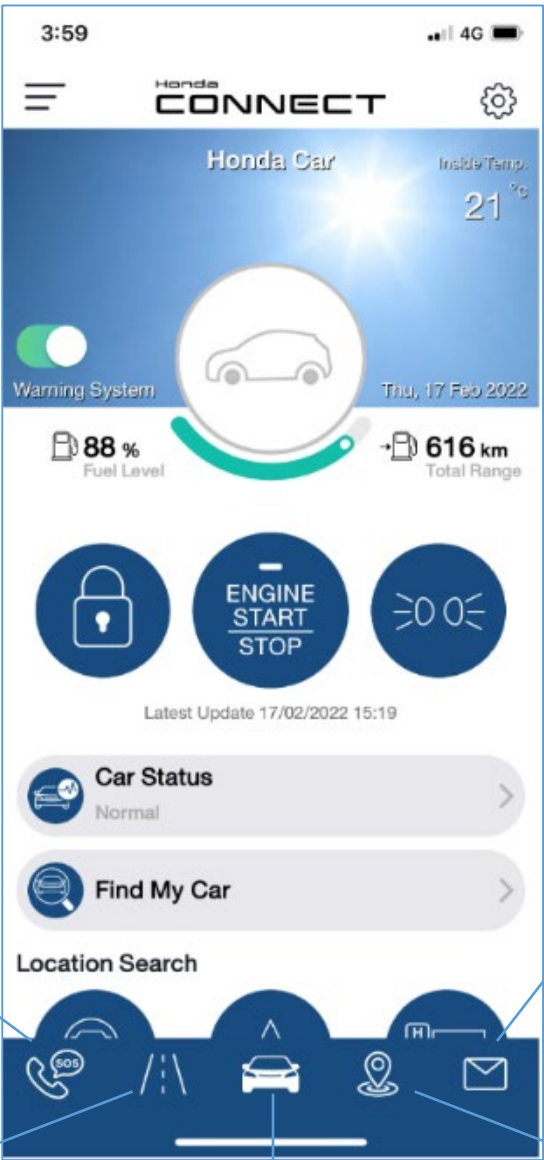 3:59
4G
Honda
CONNECT
Honda Car
Inside Temp.
21 °c
Warning System
Thu, 17 Feb 2022
88 %
Fuel Level
616 km
Total Range
ENGINE
START
STOP
Latest Update 17/02/2022 15:19
Car Status
Normal
Find My Car
Location Search
H
SOS